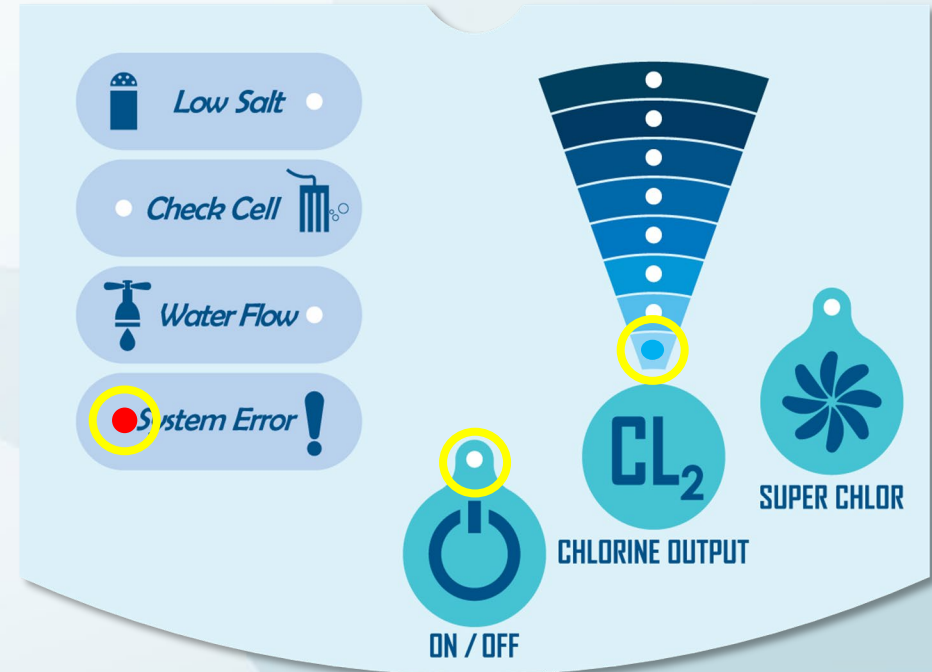 Low Salt
Check Cell
Water Flow
System Error
CL2
SUPER CHLOR
CHLORINE OUTPUT
ON / OFF